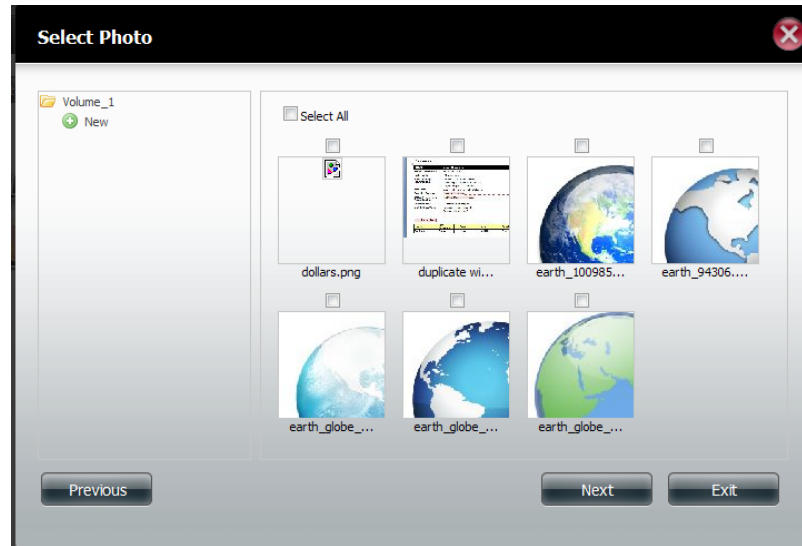 Select Photo
Volume_1
New
Select All
dollars.png
duplicate wi...
earth_100985...
earth_94306....
earth_globe_...
earth_globe_...
earth_globe_...
Previous
Next
Exit